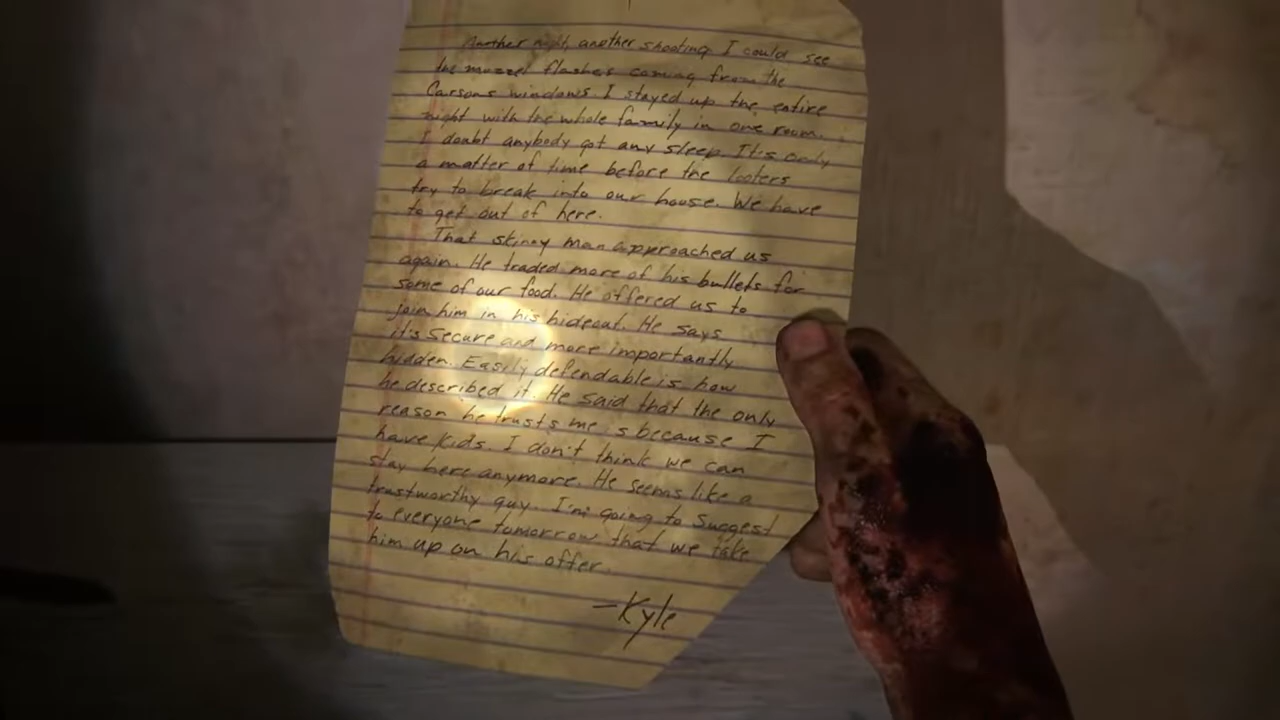 Another night, another shooting. I could see
the muzzel flashes coming from the
Carsons windows. I stayed up the entire
night with the whole family in one room.
I doubt anybody got any sleep. It's only
a matter of time before the looters
try to break into our house. We have
to get out of here.
That skinny man approached us
again. He traded more of his bullets for
some of our food. He offered us to
join him in his hideout. He says
it's secure and more importantly
hidden. Easily defendable is how
he described it. He said that the only
reason he trusts me is because I
have kids. I don't think we can
stay here anymore. He seems like a
trustworthy guy. I'm going to suggest
to everyone tomorrow that we take
him up on his offer.
-Kyle